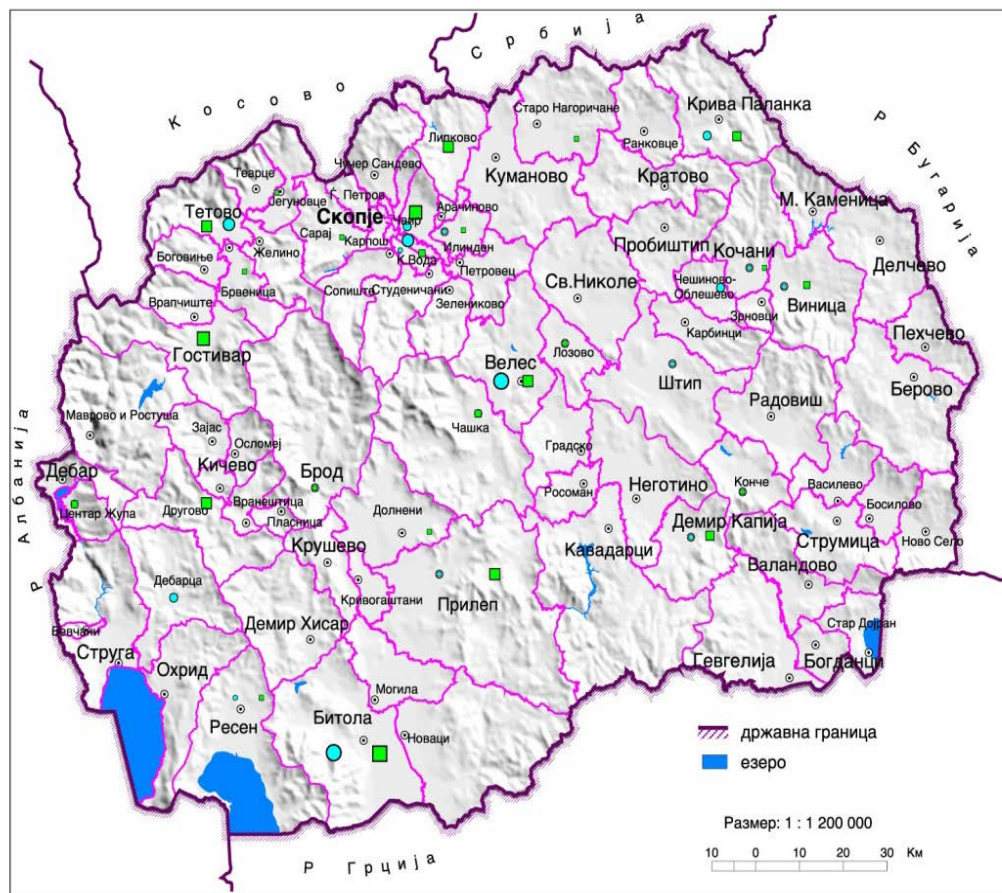 Србија
Косово
Р Бугарија
Албанија
Р
Р Грција
Старо Нагоричане
Крива Паланка
Липково
Ранковце
Чучер Сандево
Куманово
Кратово
Теарце
Ѓ. Петров
Јегуновце
Арачиново
М. Каменица
Тетово
Скопје
Чаир
Сарај
Карпош
Илинден
Пробиштип
Кочани
Делчево
Боговиње
Желино
К.Вода
Петровец
Св.Николе
Чешиново-
Облешево
Брвеница
Сопиште
Студеничани
Зелениково
Виница
Врапчиште
Зрновци
Карбинци
Пехчево
Гостивар
Велес
Лозово
Штип
Берово
Маврово и Ростуша
Чашка
Радовиш
Зајас
Осломеј
Градско
Дебар
Кичево
Брод
Росоман
Неготино
Конче
Василево
Центар Жупа
Другово
Вранештица
Пласница
Долнени
Босилово
Демир Капија
Струмица
Ново Село
Крушево
Кавадарци
Валандово
Дебарца
Кривогаштани
Прилеп
Демир Хисар
Стар Дојран
Вевчани
Струга
Охрид
Гевгелија
Богданци
Могила
Ресен
Битола
Новаци
државна граница
езеро
Размер: 1 : 1 200 000
10 0 10 20 30 Км